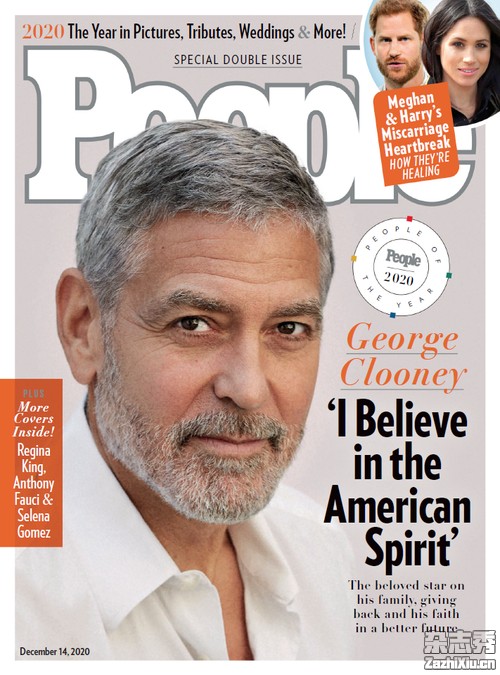 2020 The Year in Pictures, Tributes, Weddings & More! /
SPECIAL DOUBLE ISSUE
People
Meghan
& Harry's
Miscarriage
Heartbreak
HOW THEY'RE
HEALING
PEOPLE OF
THE YEAR
People
2020
George
Clooney
'I Believe
in the
American
Spirit'
The beloved star on
his family, giving
back and his faith
in a better future
PLUS
More
Covers
Inside!
Regina
King,
Anthony
Fauci &
Selena
Gomez
December 14, 2020
杂志秀
ZaZhiXiu.cn